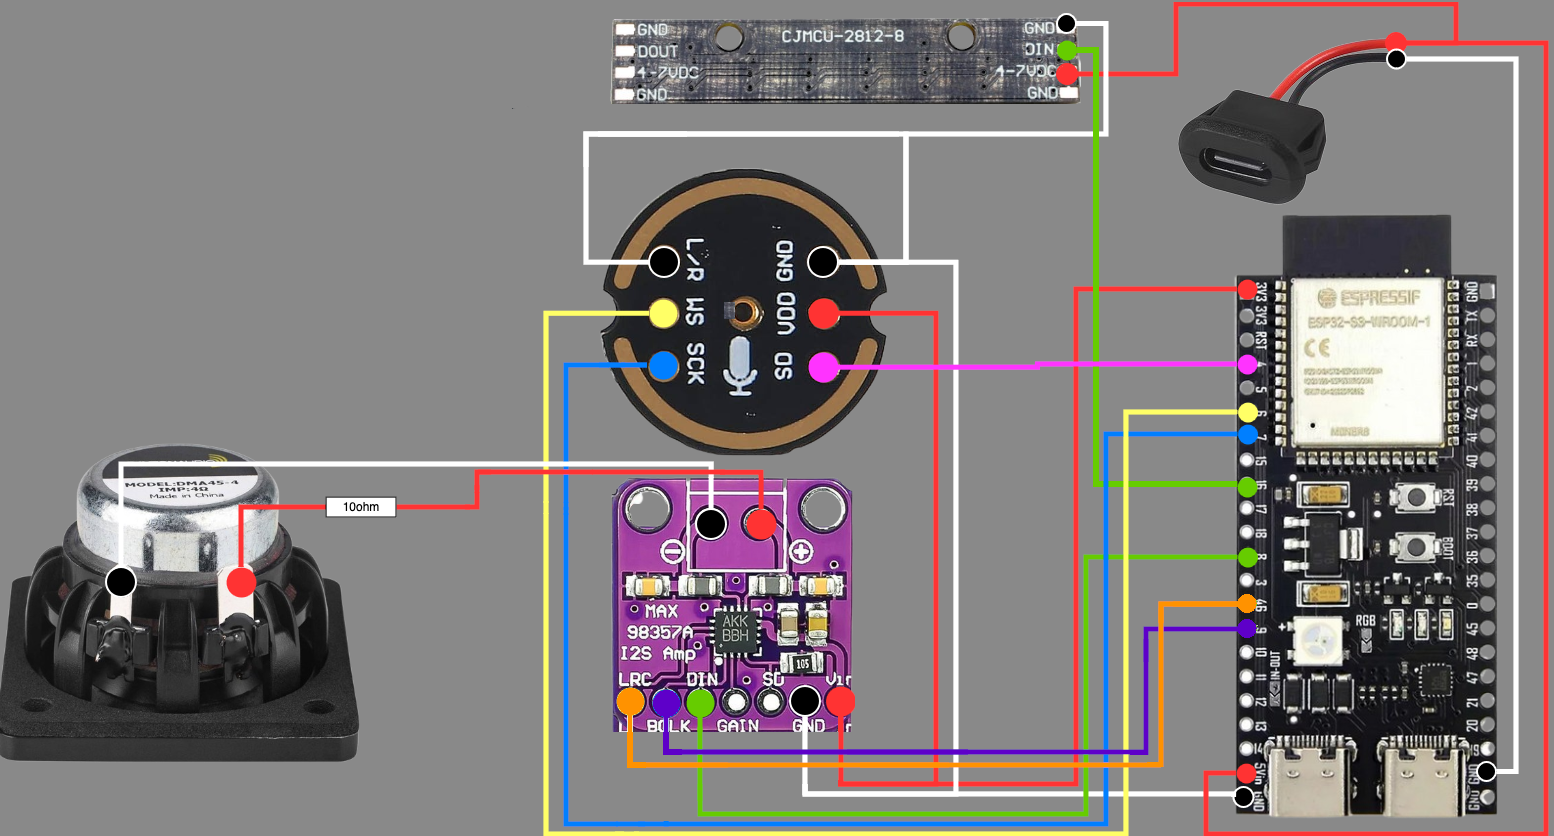 GND
DOUT
4-7VDC
GND
CJMCU-2812-8
GND
DIN
4-7VDC
GND
L/R
WS
SCK
GND
VDD
SD
MODEL:DMA45-4
IMP:4Ω
Made in China
10ohm
MAX
98357A
I2S Amp
AKK
BBH
105
LRC
DIN
SD
Vin
BCLK
GAIN
GND
ESPRESSIF
ESP32-S3-WROOM-1
CE
3V3
3V3
RST
4
5
6
7
15
16
17
18
8
3
46
9
10
11
12
13
14
5Vin
GND
GND
TX
RX
1
2
42
41
40
39
38
37
36
35
0
45
48
47
21
20
19
GND
GND
RST
BOOT
RGB
IN-OUT